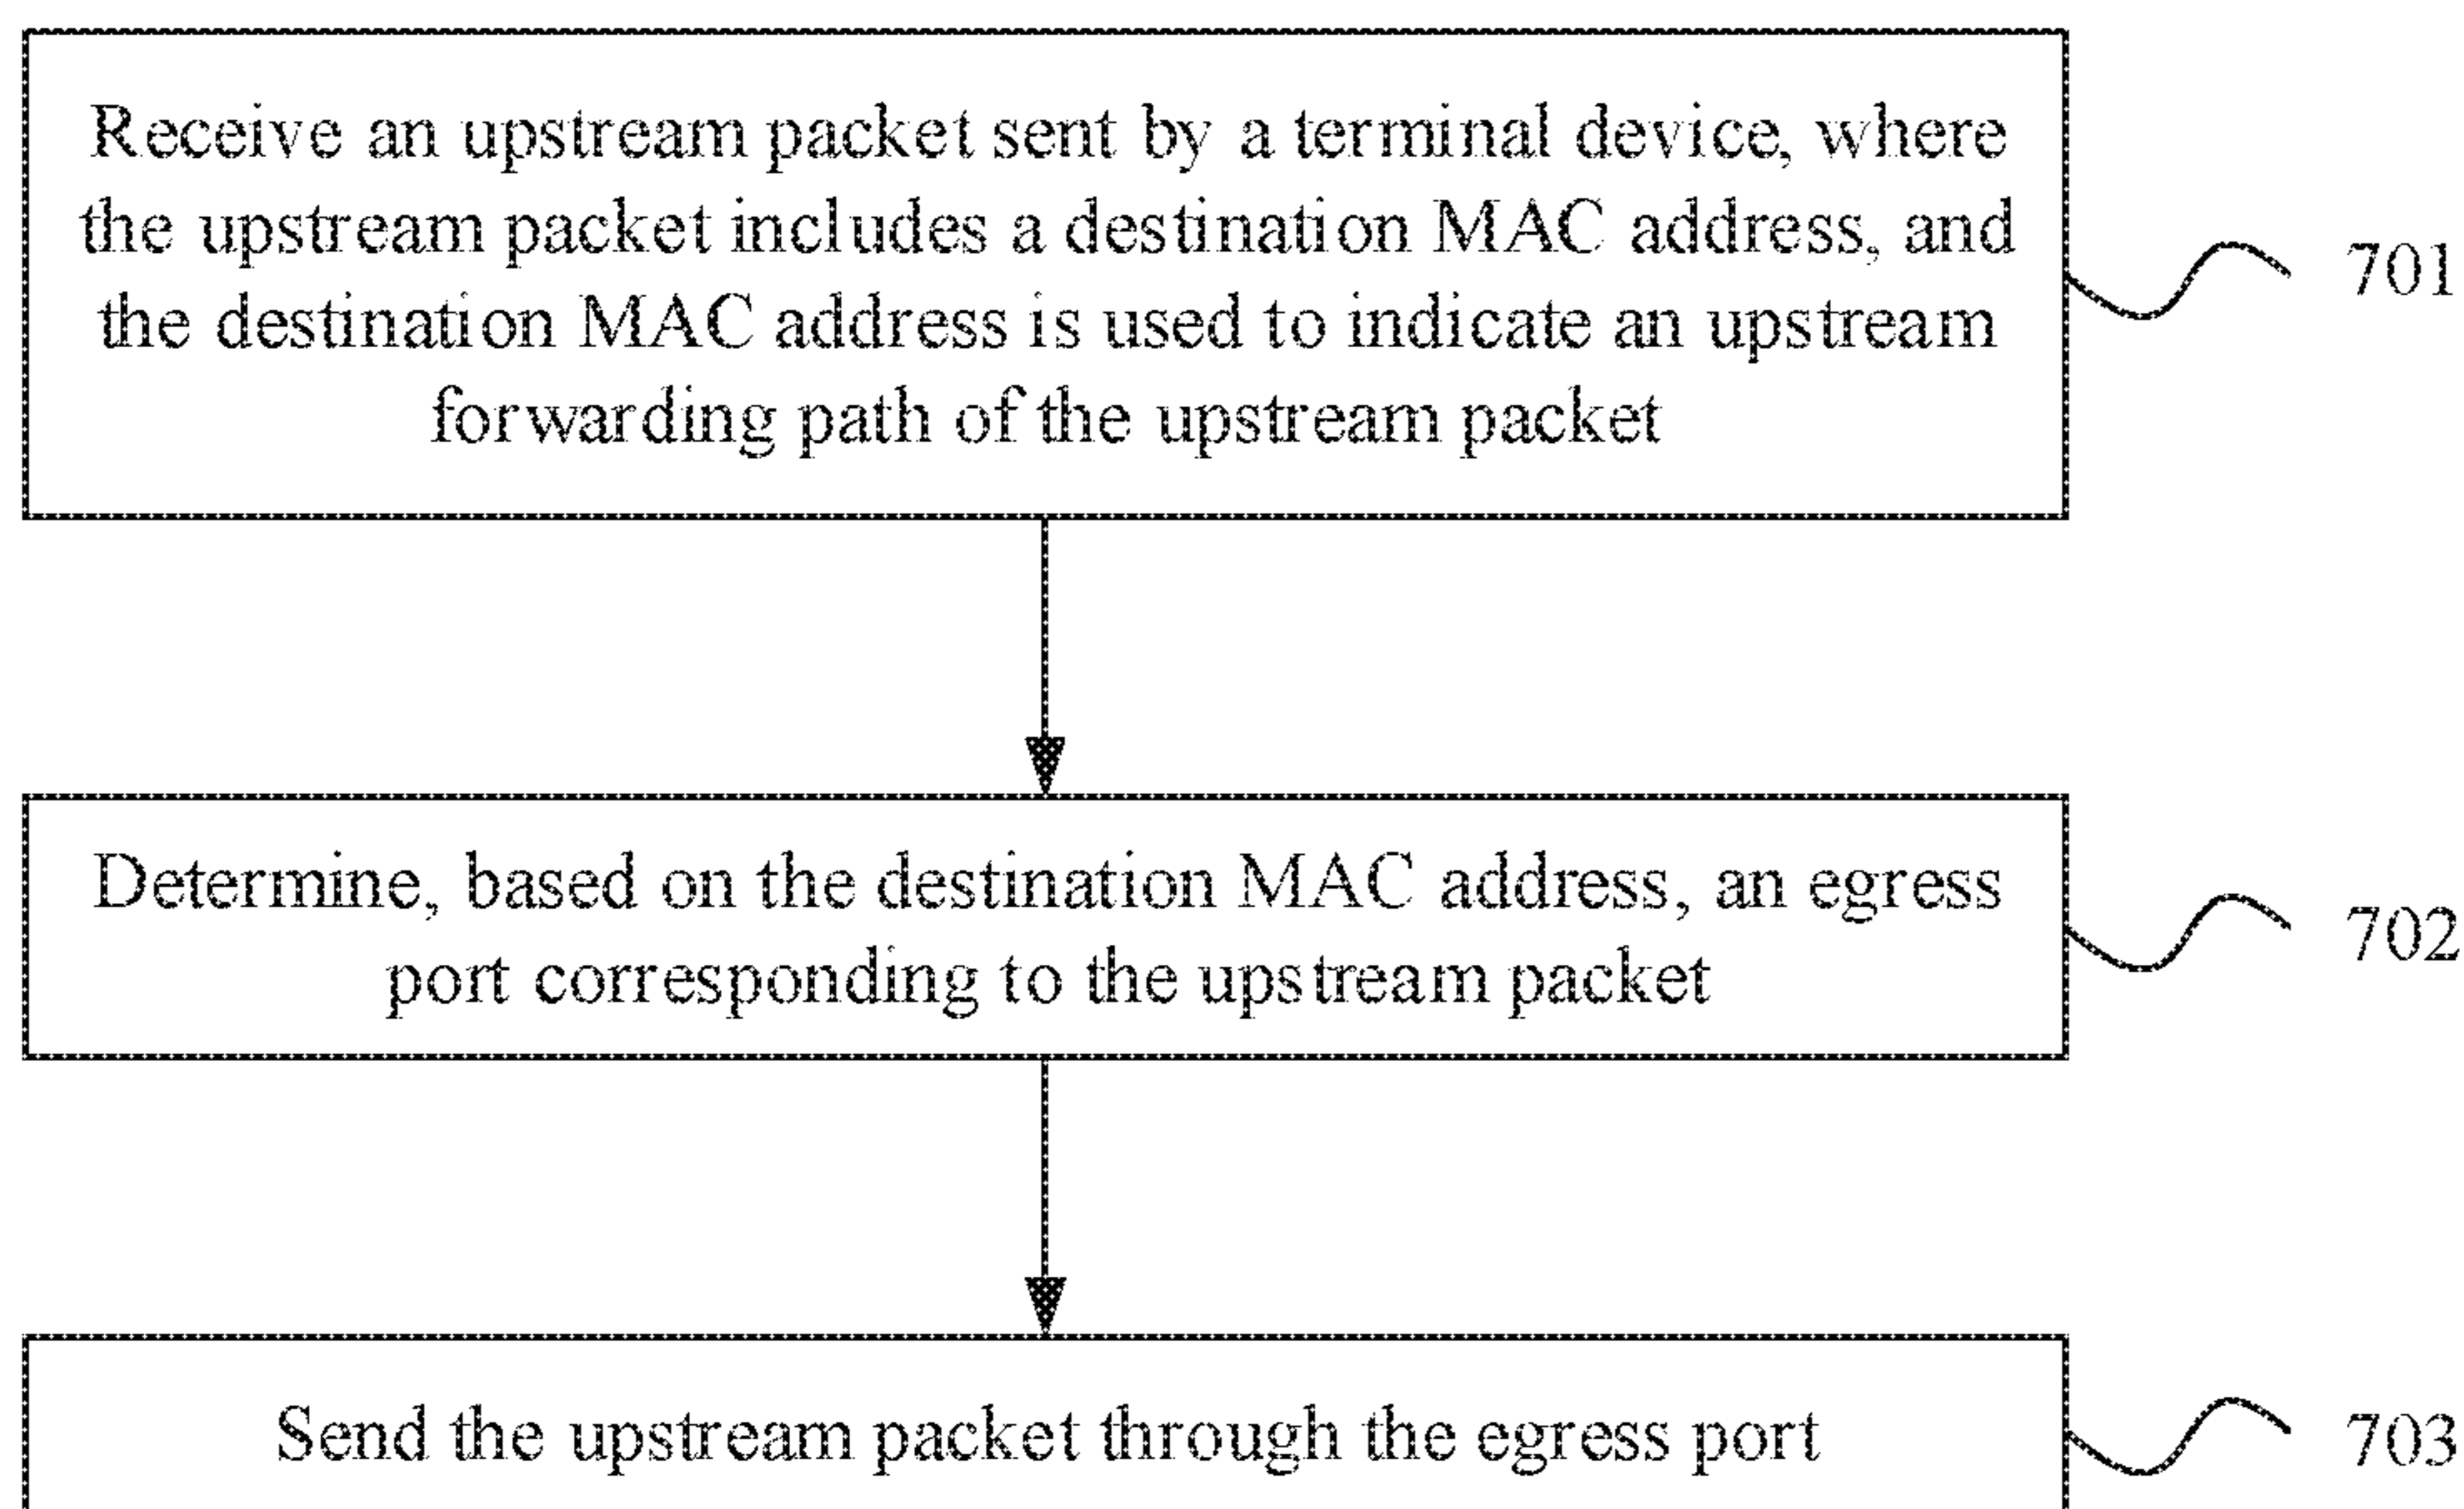 Receive an upstream packet sent by a terminal device, where
the upstream packet includes a destination MAC address, and
the destination MAC address is used to indicate an upstream
forwarding path of the upstream packet
701
Determine, based on the destination MAC address, an egress
port corresponding to the upstream packet
702
Send the upstream packet through the egress port
703